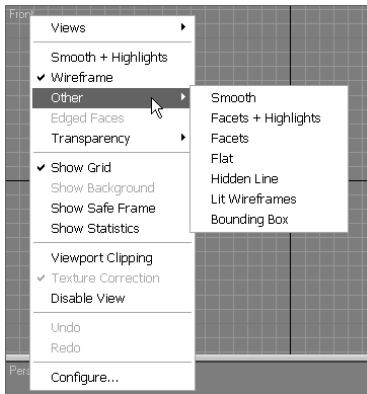 Front
Views
Smooth + Highlights
Wireframe
Other
Edged Faces
Transparency
Show Grid
Show Background
Show Safe Frame
Show Statistics
Viewport Clipping
Texture Correction
Disable View
Undo
Redo
Configure...
Smooth
Facets + Highlights
Facets
Flat
Hidden Line
Lit Wireframes
Bounding Box
Pers